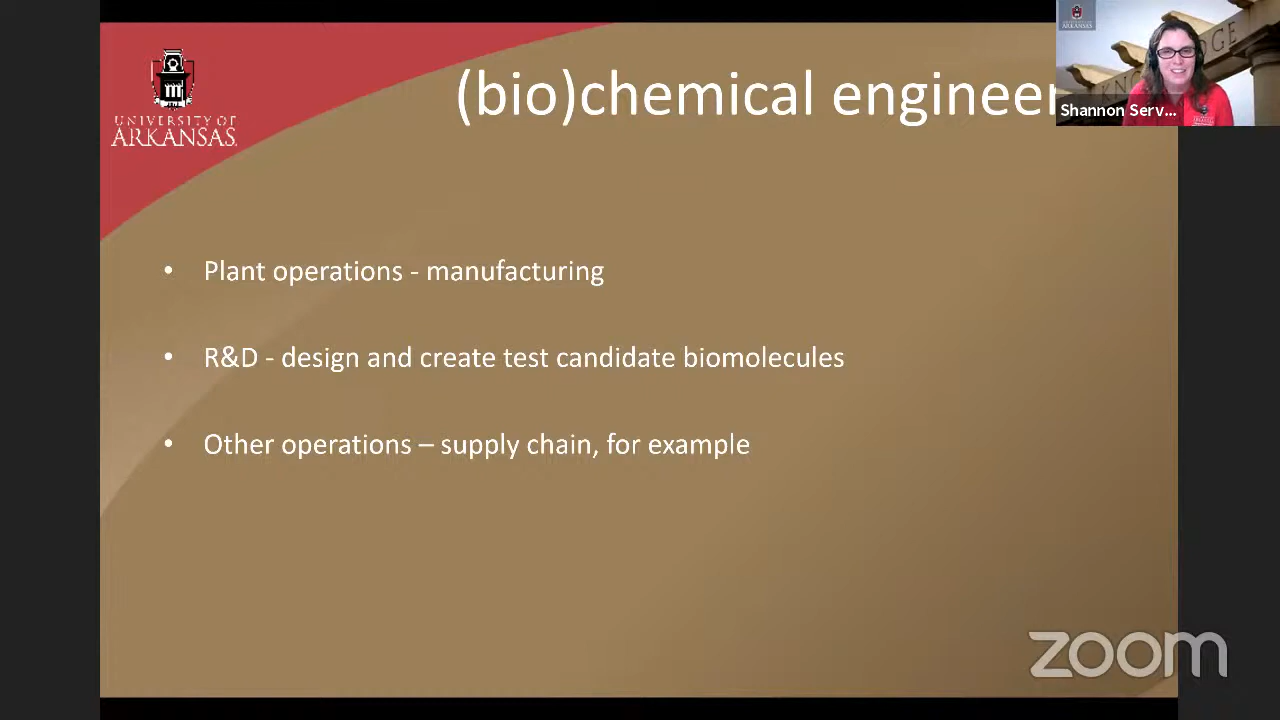 UNIVERSITY OF
ARKANSAS
(bio)chemical engineer
ARKANSAS
Shannon Serv...
• Plant operations - manufacturing
• R&D - design and create test candidate biomolecules
• Other operations – supply chain, for example
zoom